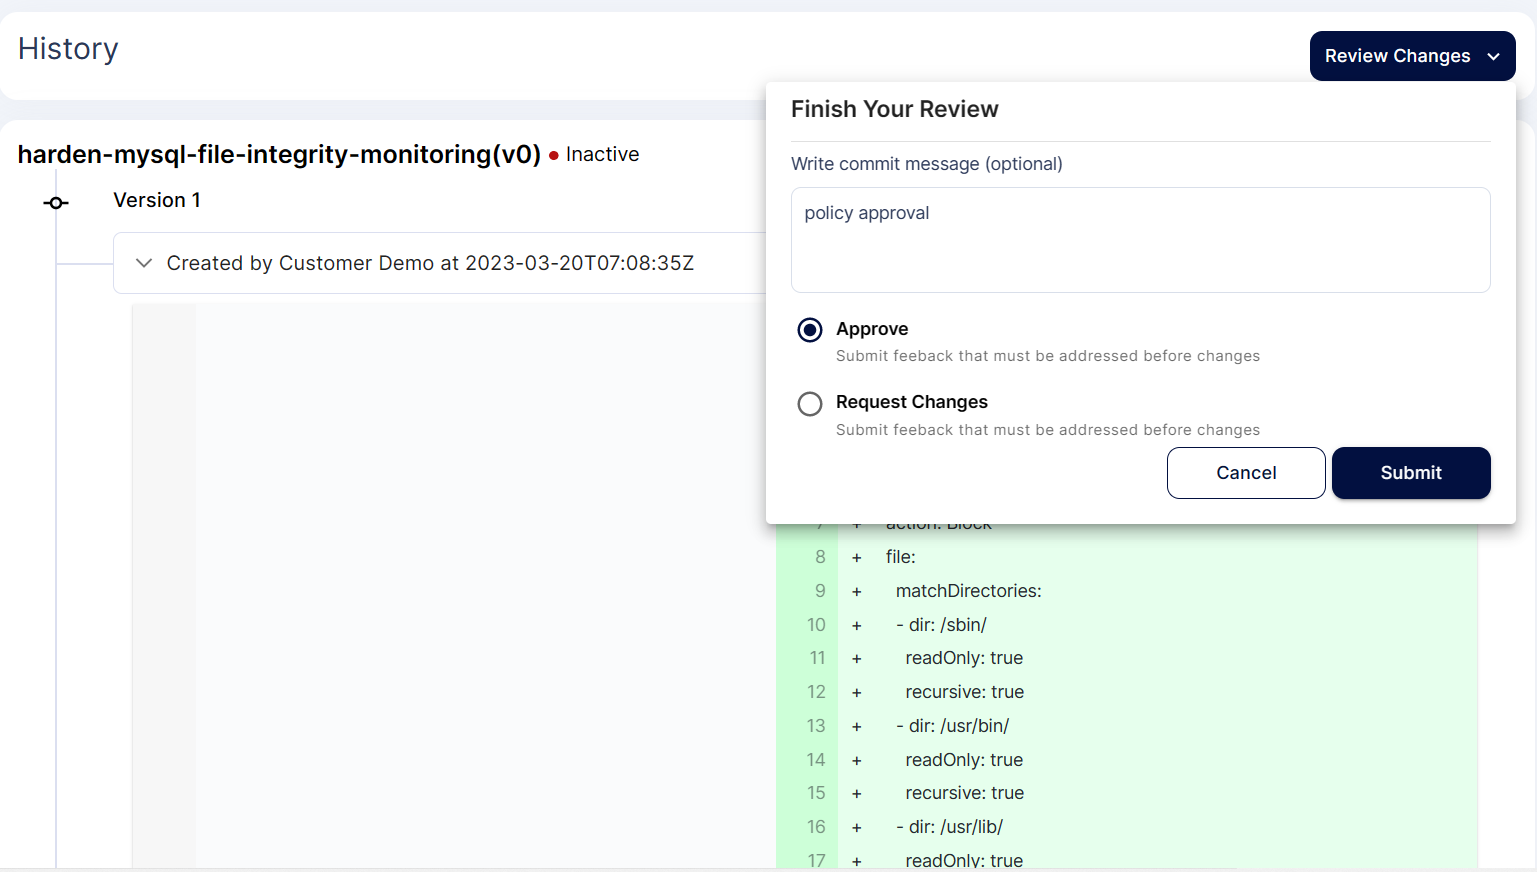 History
Review Changes
Finish Your Review
Write commit message (optional)
policy approval
Approve
Submit feeback that must be addressed before changes
Request Changes
Submit feeback that must be addressed before changes
Cancel
Submit
harden-mysql-file-integrity-monitoring(v0) Inactive
Version 1
Created by Customer Demo at 2023-03-20T07:08:35Z
7 + action: Block
8 + file:
9 + matchDirectories:
10 + - dir: /sbin/
11 + readOnly: true
12 + recursive: true
13 + - dir: /usr/bin/
14 + readOnly: true
15 + recursive: true
16 + - dir: /usr/lib/
17 + readOnly: true